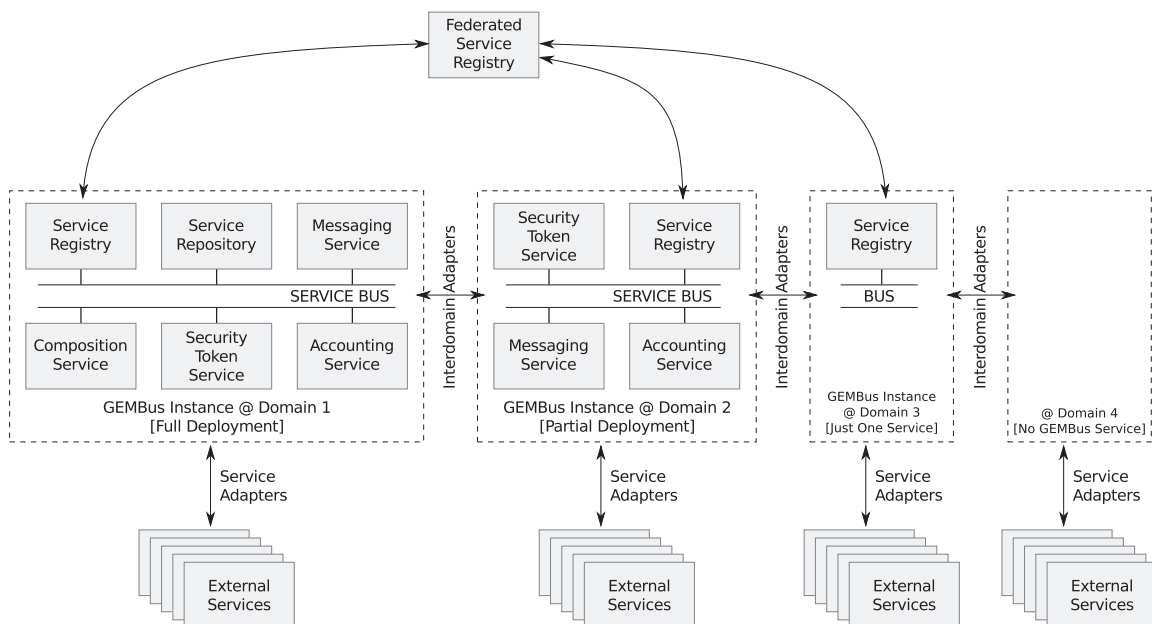 Federated
Service
Registry
Service
Registry
Service
Repository
Messaging
Service
SERVICE BUS
Composition
Service
Security
Token
Service
Accounting
Service
GEMBus Instance @ Domain 1
[Full Deployment]
Interdomain Adapters
Security
Token
Service
Service
Registry
SERVICE BUS
Messaging
Service
Accounting
Service
GEMBus Instance @ Domain 2
[Partial Deployment]
Interdomain Adapters
Service
Registry
BUS
GEMBus Instance
@ Domain 3
[Just One Service]
Interdomain Adapters
@ Domain 4
[No GEMBus Service]
Service
Adapters
Service
Adapters
Service
Adapters
Service
Adapters
External
Services
External
Services
External
Services
External
Services